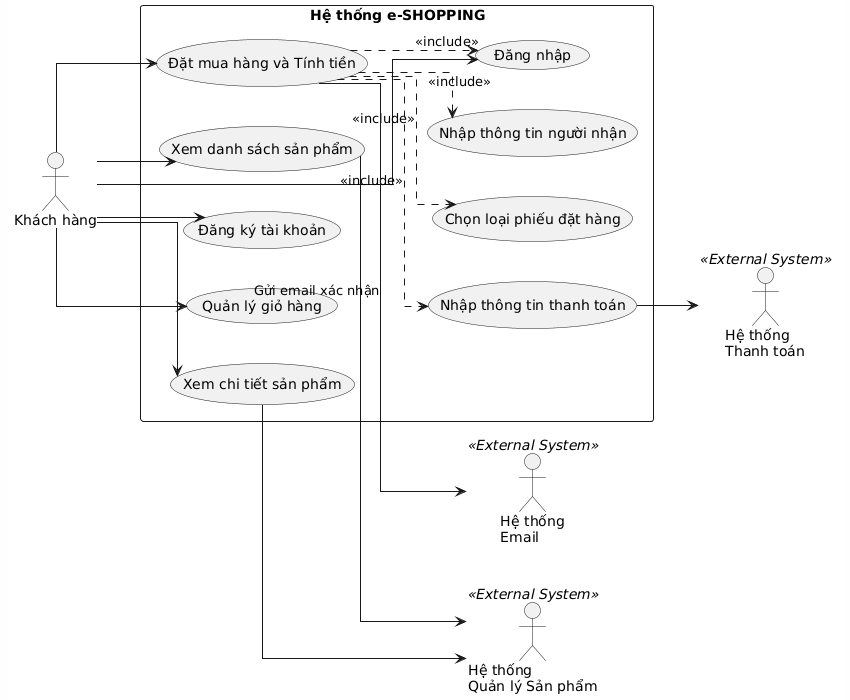 Hệ thống e-SHOPPING
Đặt mua hàng và Tính tiền
«include»
Đăng nhập
«include»
Nhập thông tin người nhận
«include»
Xem danh sách sản phẩm
«include»
Khách hàng
Đăng ký tài khoản
Chọn loại phiếu đặt hàng
Gửi email xác nhận
Quản lý giỏ hàng
Nhập thông tin thanh toán
«External System»
Hệ thống
Thanh toán
Xem chi tiết sản phẩm
«External System»
Hệ thống
Email
«External System»
Hệ thống
Quản lý Sản phẩm